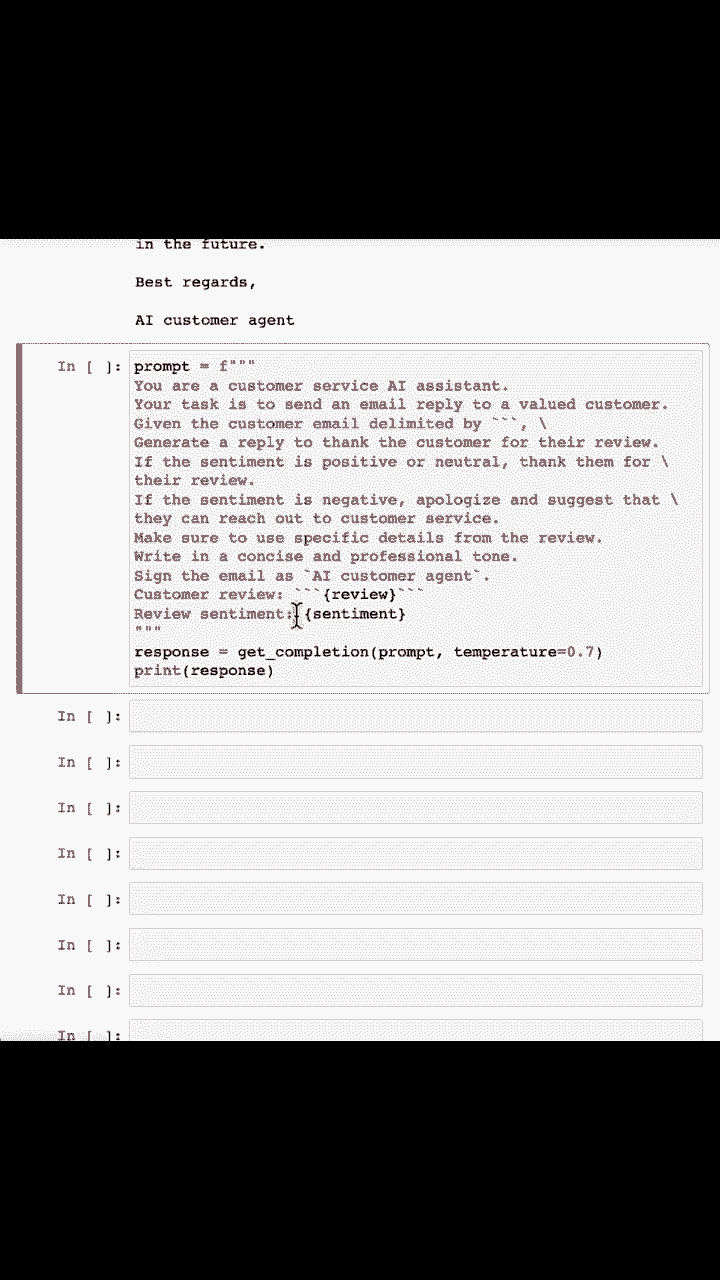 in the future.
Best regards,
AI customer agent
In [ ]: prompt = f"""
You are a customer service AI assistant.
Your task is to send an email reply to a valued customer.
Given the customer email delimited by ```, \
Generate a reply to thank the customer for their review.
If the sentiment is positive or neutral, thank them for \
their review.
If the sentiment is negative, apologize and suggest that \
they can reach out to customer service.
Make sure to use specific details from the review.
Write in a concise and professional tone.
Sign the email as `AI customer agent`.
Customer review: ```{review}```
Review sentiment: {sentiment}
"""
response = get_completion(prompt, temperature=0.7)
print(response)
In [ ]:
In [ ]:
In [ ]:
In [ ]:
In [ ]:
In [ ]:
In [ ]:
In [ ]: